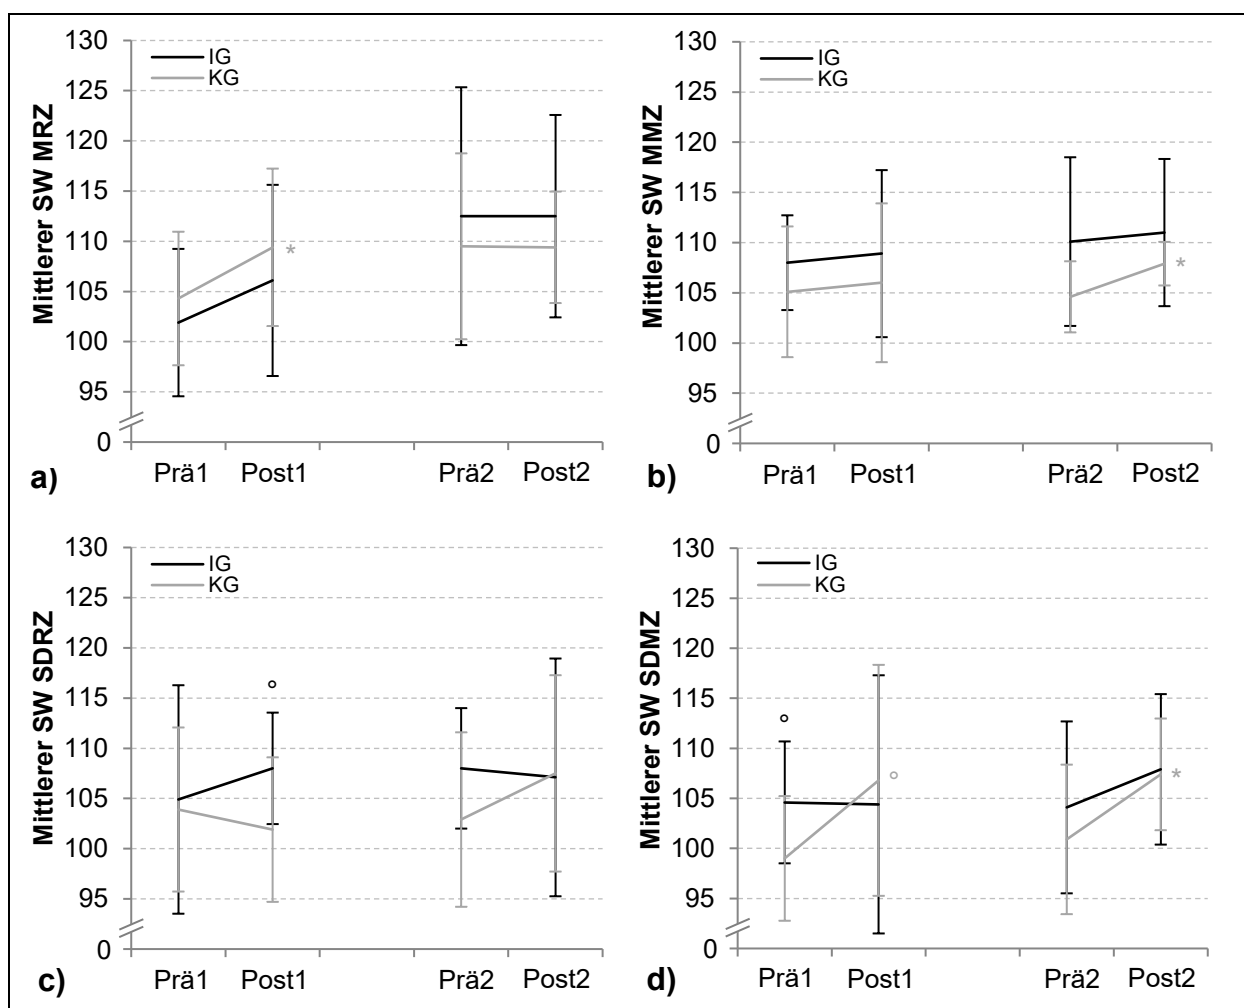 Mittlerer SW MRZ
130
125
120
115
110
105
100
95
0
IG
KG
*
Prä1 Post1 Prä2 Post2
a)
Mittlerer SW MMZ
130
125
120
115
110
105
100
95
0
IG
KG
*
Prä1 Post1 Prä2 Post2
b)
Mittlerer SW SDRZ
130
125
120
115
110
105
100
95
0
IG
KG
°
Prä1 Post1 Prä2 Post2
c)
Mittlerer SW SDMZ
130
125
120
115
110
105
100
95
0
IG
KG
°
°
*
Prä1 Post1 Prä2 Post2
d)